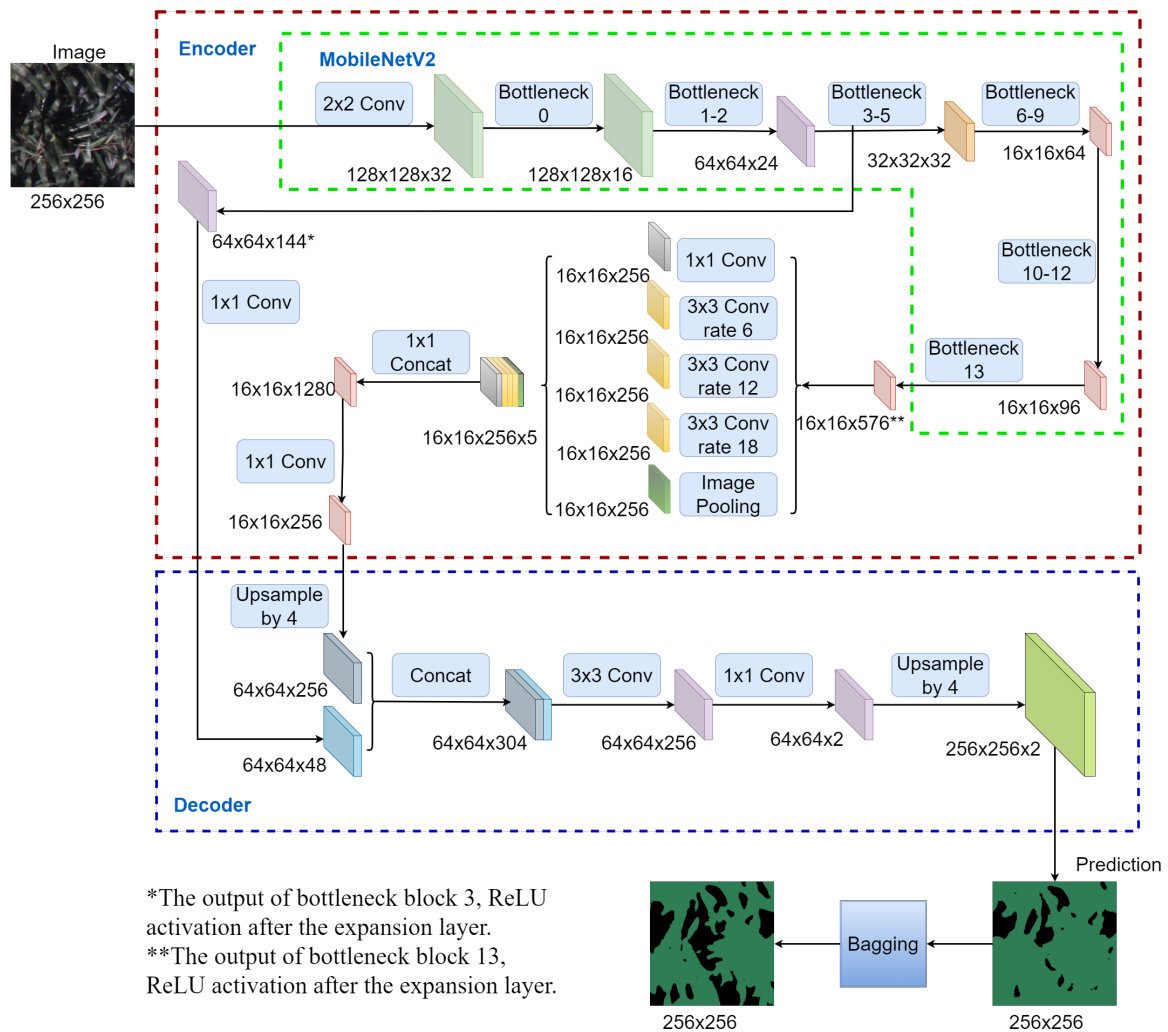 Image
256x256
Encoder
MobileNetV2
2x2 Conv
128x128x32
Bottleneck
0
128x128x16
Bottleneck
1-2
64x64x24
Bottleneck
3-5
32x32x32
Bottleneck
6-9
16x16x64
64x64x144*
1x1 Conv
Bottleneck
10-12
16x16x96
Bottleneck
13
16x16x576**
1x1 Conv
16x16x256
3x3 Conv
rate 6
16x16x256
3x3 Conv
rate 12
16x16x256
3x3 Conv
rate 18
16x16x256
Image
Pooling
16x16x256
16x16x256x5
1x1
Concat
16x16x1280
1x1 Conv
16x16x256
Upsample
by 4
64x64x256
64x64x48
Concat
64x64x304
3x3 Conv
64x64x256
1x1 Conv
64x64x2
Upsample
by 4
256x256x2
Decoder
Prediction
256x256
Bagging
256x256
*The output of bottleneck block 3, ReLU
activation after the expansion layer.
**The output of bottleneck block 13,
ReLU activation after the expansion layer.